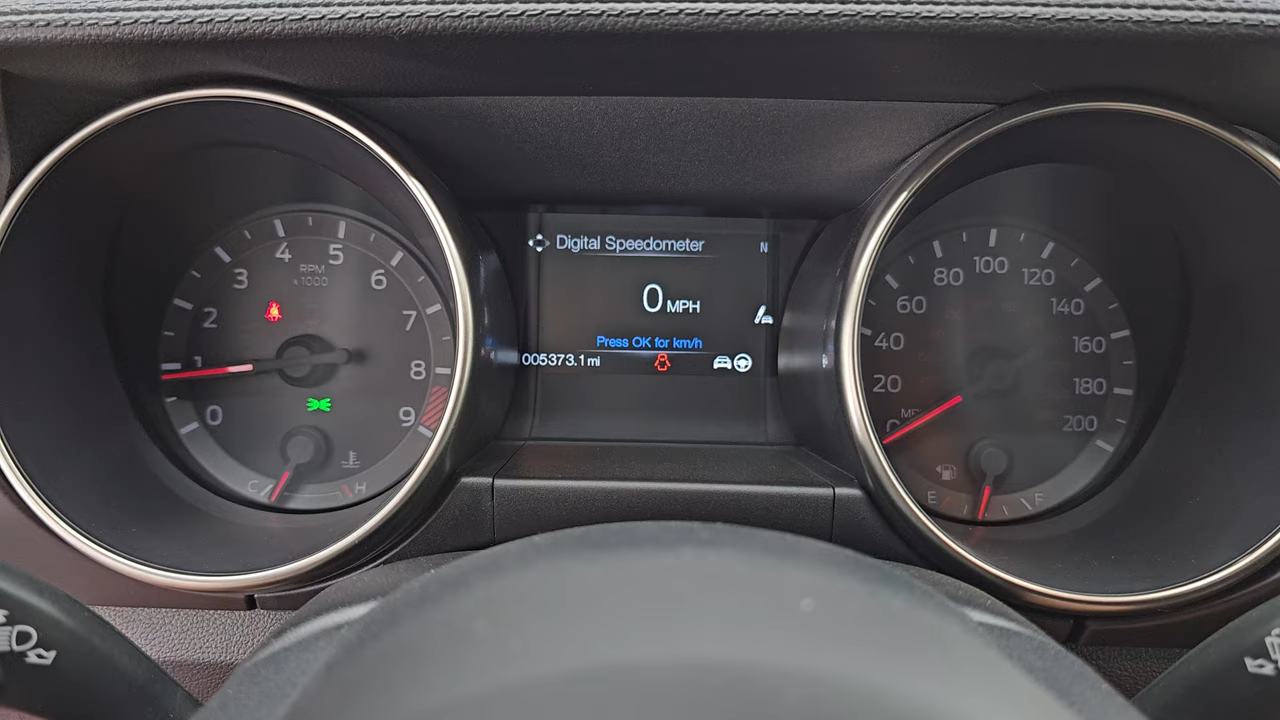 Digital Speedometer
N
0 MPH
Press OK for km/h
005373.1 mi
0
1
2
3
4
5
6
7
8
9
RPM
x1000
C
H
0
20
40
60
80
100
120
140
160
180
200
E
F